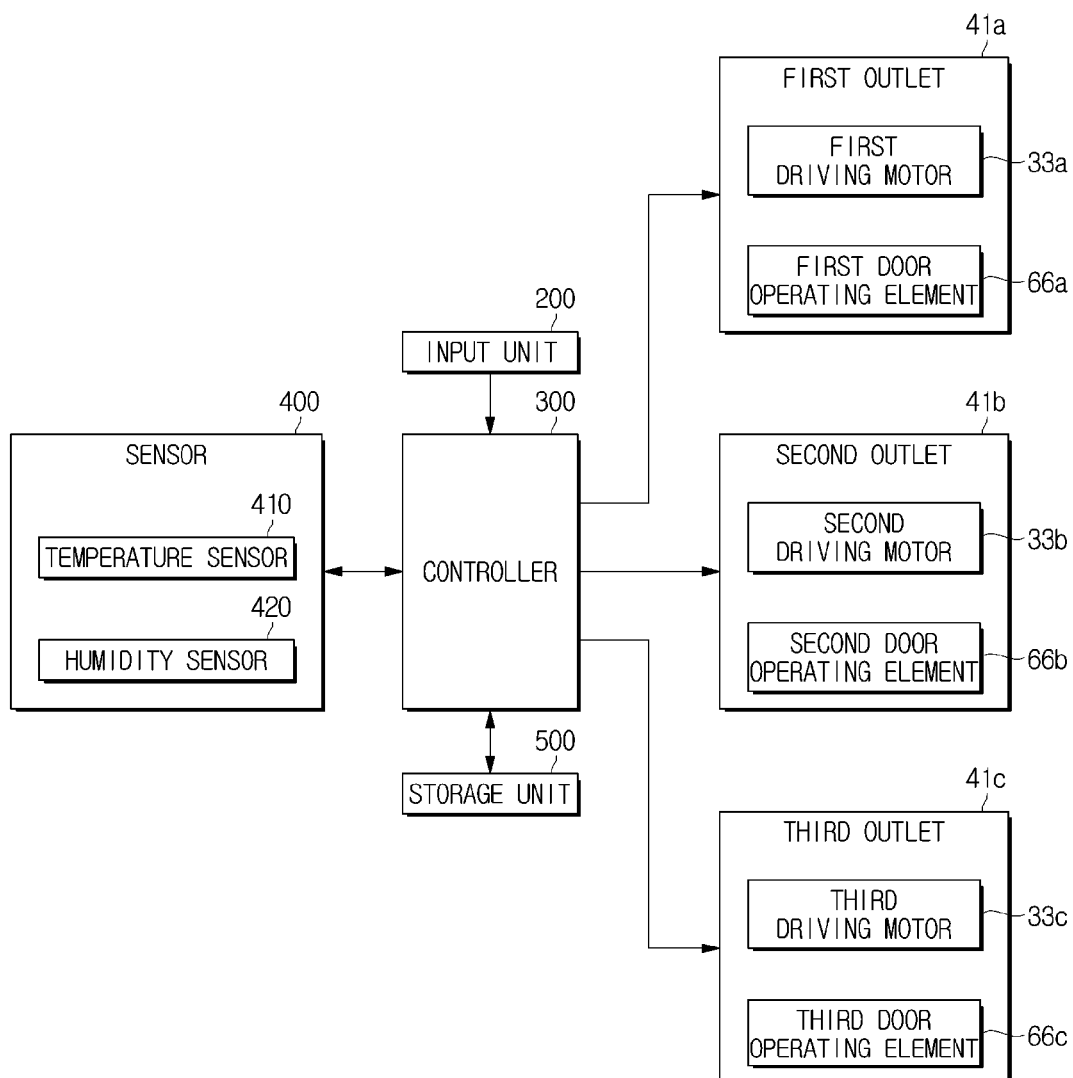 41a
FIRST OUTLET
FIRST
DRIVING MOTOR
33a
FIRST DOOR
OPERATING ELEMENT
66a
200
INPUT UNIT
400
SENSOR
410
TEMPERATURE SENSOR
420
HUMIDITY SENSOR
300
CONTROLLER
500
STORAGE UNIT
41b
SECOND OUTLET
SECOND
DRIVING MOTOR
33b
SECOND DOOR
OPERATING ELEMENT
66b
41c
THIRD OUTLET
THIRD
DRIVING MOTOR
33c
THIRD DOOR
OPERATING ELEMENT
66c